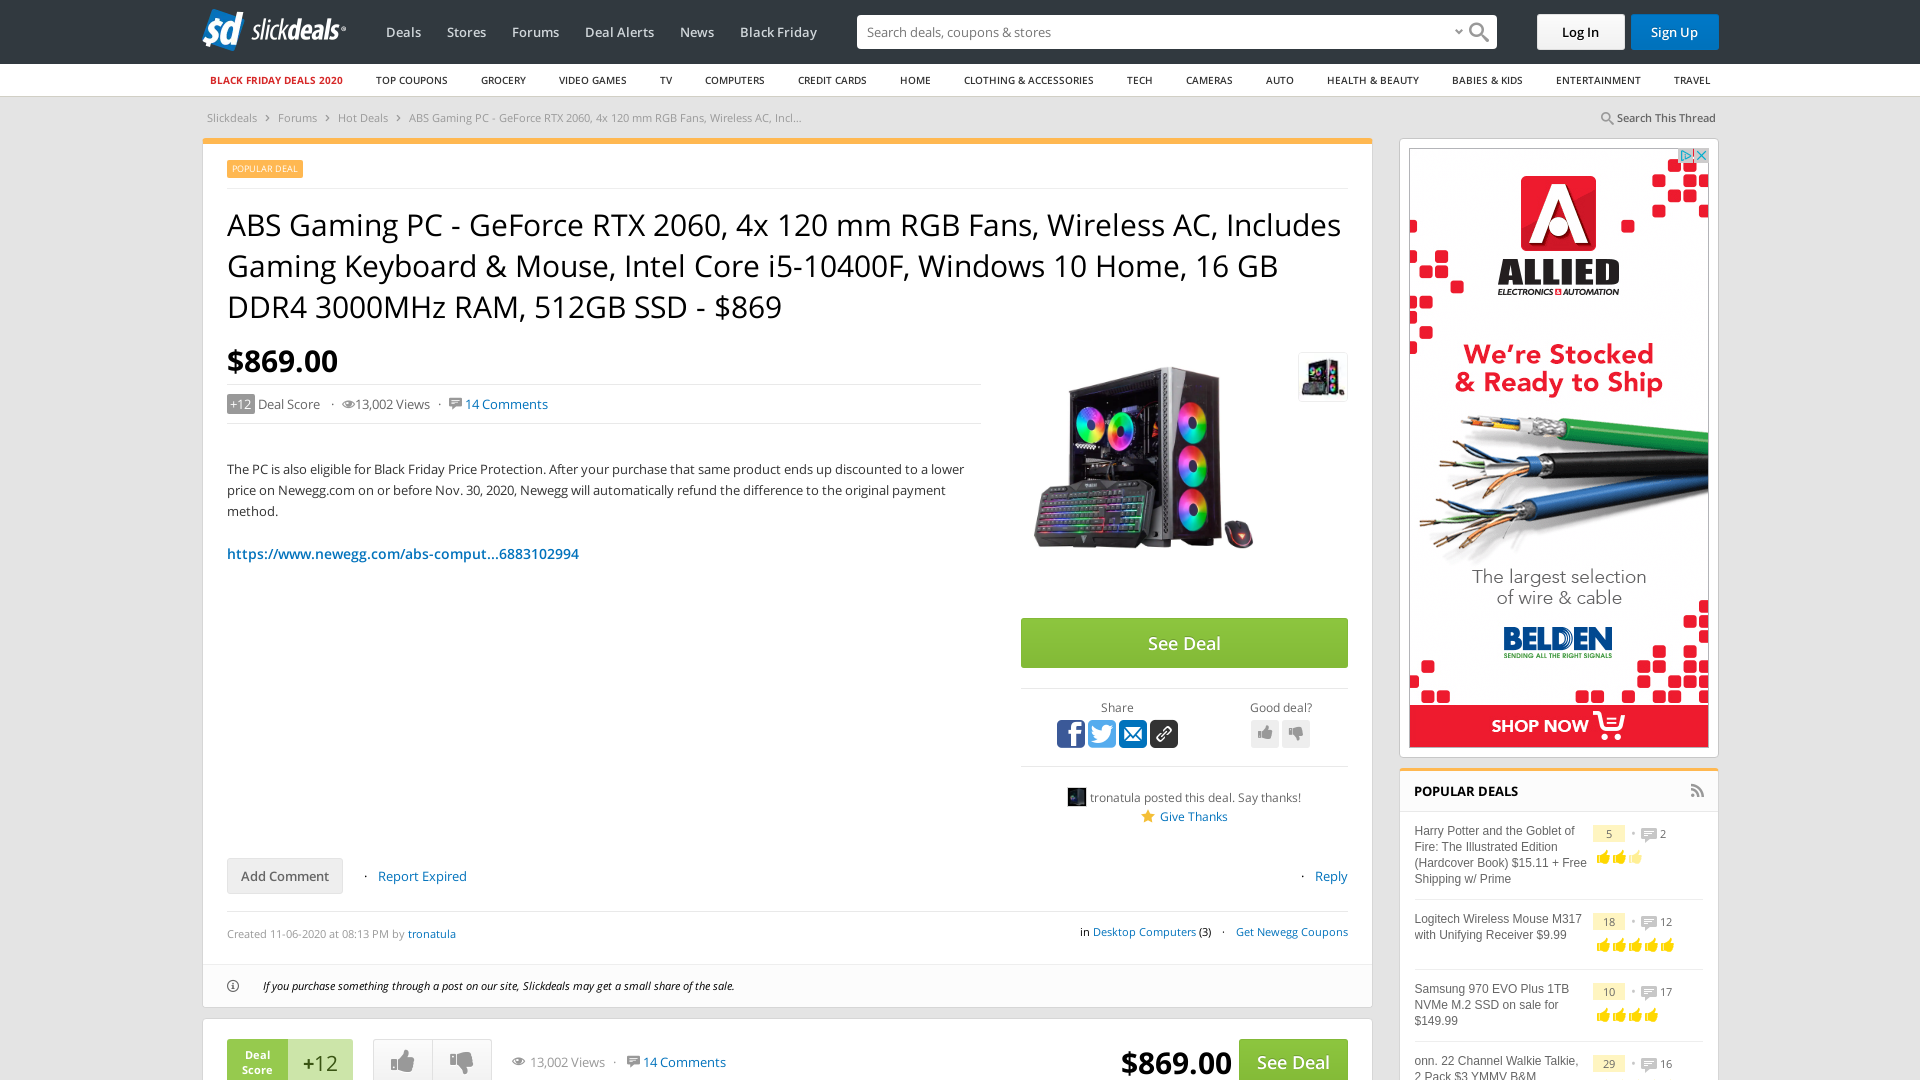 sd slickdeals
Deals Stores Forums Deal Alerts News Black Friday
Search deals, coupons & stores
Log In Sign Up
BLACK FRIDAY DEALS 2020 TOP COUPONS GROCERY VIDEO GAMES TV COMPUTERS CREDIT CARDS HOME CLOTHING & ACCESSORIES TECH CAMERAS AUTO HEALTH & BEAUTY BABIES & KIDS ENTERTAINMENT TRAVEL
Slickdeals › Forums › Hot Deals › ABS Gaming PC - GeForce RTX 2060, 4x 120 mm RGB Fans, Wireless AC, Incl...
Search This Thread
POPULAR DEAL
ABS Gaming PC - GeForce RTX 2060, 4x 120 mm RGB Fans, Wireless AC, Includes
Gaming Keyboard & Mouse, Intel Core i5-10400F, Windows 10 Home, 16 GB
DDR4 3000MHz RAM, 512GB SSD - $869
$869.00
+12 Deal Score · 13,002 Views · 14 Comments
The PC is also eligible for Black Friday Price Protection. After your purchase that same product ends up discounted to a lower
price on Newegg.com on or before Nov. 30, 2020, Newegg will automatically refund the difference to the original payment
method.
https://www.newegg.com/abs-comput...6883102994
See Deal
Share
Good deal?
tronatula posted this deal. Say thanks!
Give Thanks
Add Comment · Report Expired
· Reply
Created 11-06-2020 at 08:13 PM by tronatula
in Desktop Computers (3) · Get Newegg Coupons
If you purchase something through a post on our site, Slickdeals may get a small share of the sale.
Deal
Score
+12
13,002 Views · 14 Comments
$869.00
See Deal
A
ALLIED
ELECTRONICS & AUTOMATION
We're Stocked
& Ready to Ship
The largest selection
of wire & cable
BELDEN
SENDING ALL THE RIGHT SIGNALS
SHOP NOW
POPULAR DEALS
Harry Potter and the Goblet of
Fire: The Illustrated Edition
(Hardcover Book) $15.11 + Free
Shipping w/ Prime
5 • 2
Logitech Wireless Mouse M317
with Unifying Receiver $9.99
18 • 12
Samsung 970 EVO Plus 1TB
NVMe M.2 SSD on sale for
$149.99
10 • 17
onn. 22 Channel Walkie Talkie,
2 Pack $3 YMMV B&M
29 • 16